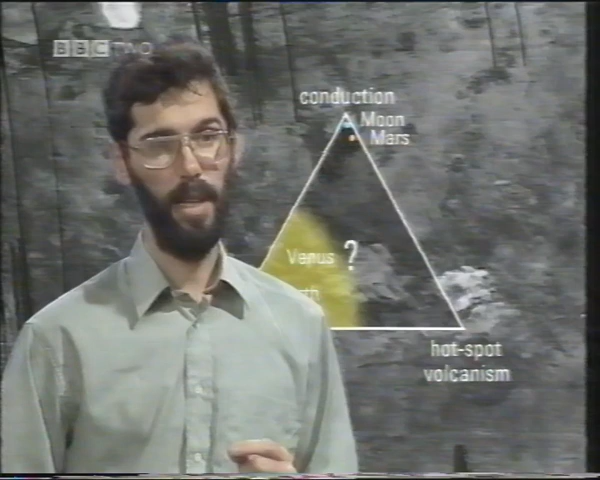 BBC TWO
conduction
Moon
Mars
Venus ?
hot-spot
volcanism